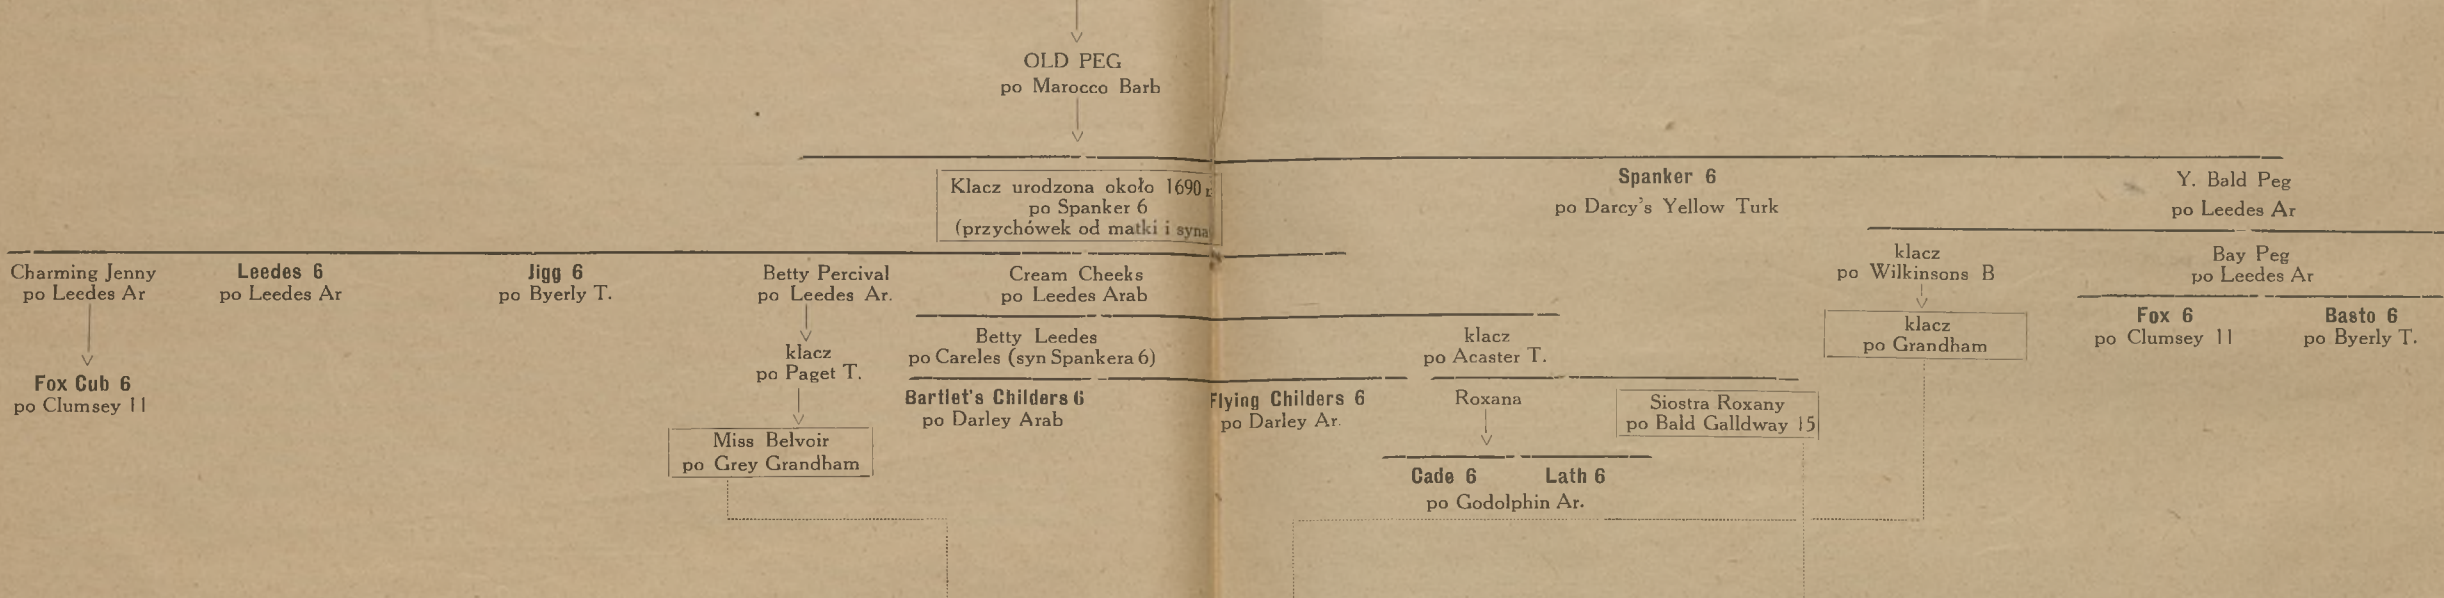 OLD PEG
po Marocco Barb
Klacz urodzona około 1690 r.
po Spanker 6
(przychówek od matki i syna
Spanker 6
po Darcy's Yellow Turk
Y. Bald Peg
po Leedes Ar
Charming Jenny
po Leedes Ar
Leedes 6
po Leedes Ar
Jigg 6
po Byerly T.
Betty Percival
po Leedes Ar.
Cream Cheeks
po Leedes Arab
klacz
po Wilkinsons B
Bay Peg
po Leedes Ar
Fox Cub 6
po Clumsey 11
klacz
po Paget T.
Betty Leedes
po Careles (syn Spankera 6)
klacz
po Acaster T.
klacz
po Grandham
Fox 6
po Clumsey 11
Basto 6
po Byerly T.
Miss Belvoir
po Grey Grandham
Bartlet's Childers 6
po Darley Arab
Flying Childers 6
po Darley Ar.
Roxana
Siostra Roxany
po Bald Galldway 15
Cade 6
Lath 6
po Godolphin Ar.